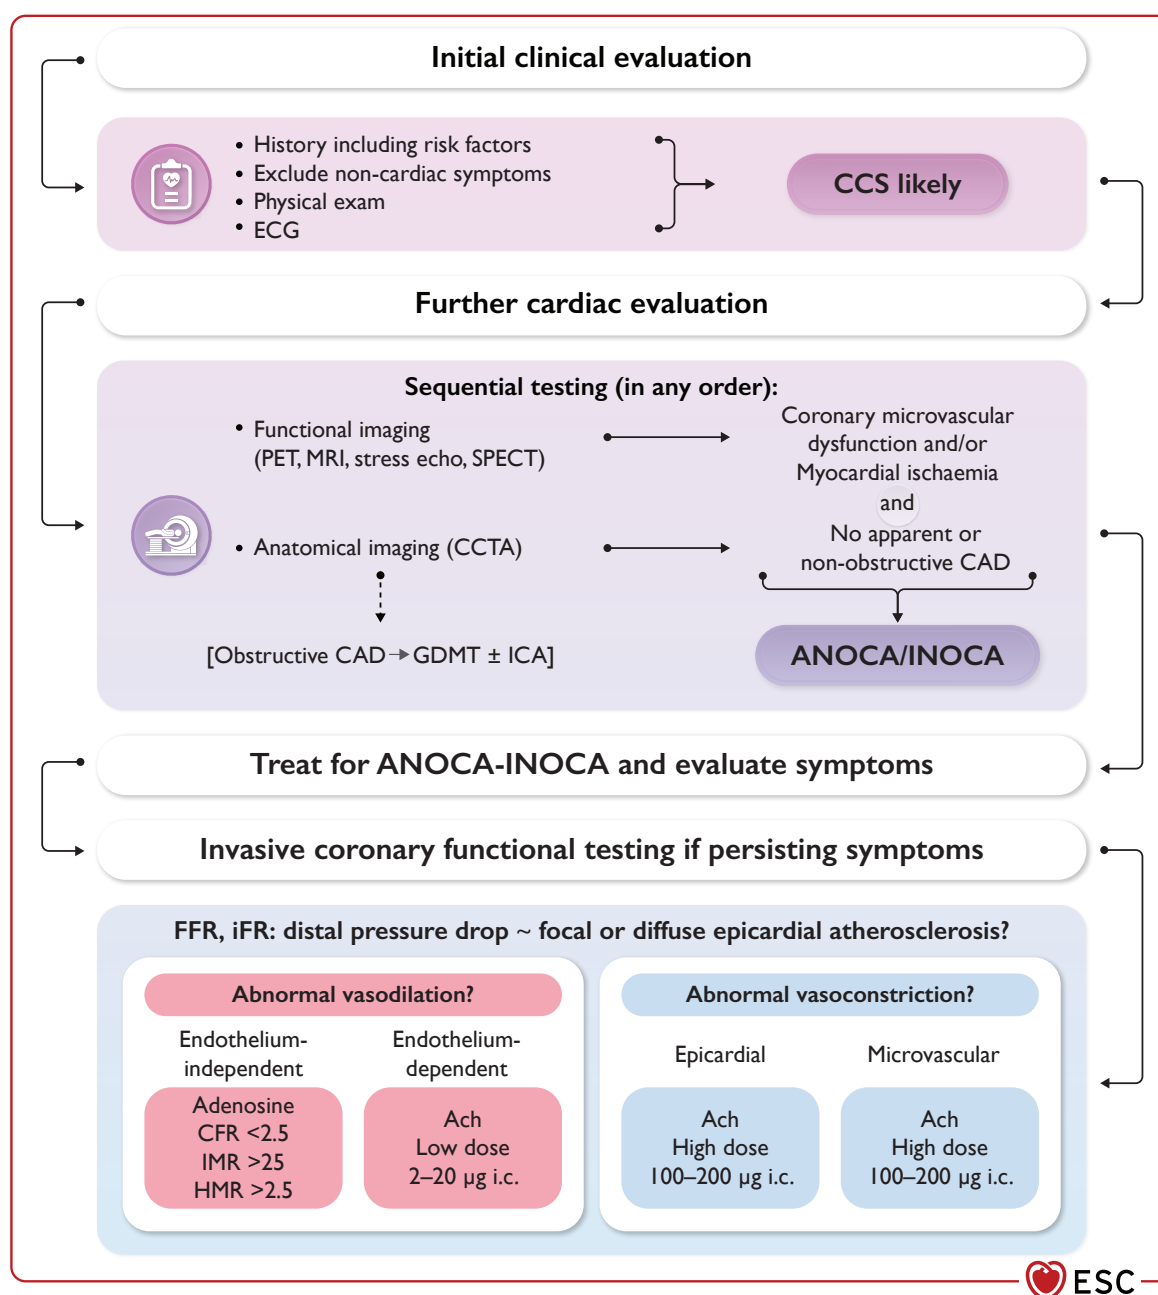 Initial clinical evaluation
• History including risk factors
• Exclude non-cardiac symptoms
• Physical exam
• ECG
CCS likely
Further cardiac evaluation
Sequential testing (in any order):
• Functional imaging
(PET, MRI, stress echo, SPECT)
Coronary microvascular
dysfunction and/or
Myocardial ischaemia
and
• Anatomical imaging (CCTA)
No apparent or
non-obstructive CAD
[Obstructive CAD → GDMT ± ICA]
ANOCA/INOCA
Treat for ANOCA-INOCA and evaluate symptoms
Invasive coronary functional testing if persisting symptoms
FFR, iFR: distal pressure drop ~ focal or diffuse epicardial atherosclerosis?
Abnormal vasodilation?
Endothelium-
independent
Adenosine
CFR <2.5
IMR >25
HMR >2.5
Endothelium-
dependent
Ach
Low dose
2–20 µg i.c.
Abnormal vasoconstriction?
Epicardial
Ach
High dose
100–200 µg i.c.
Microvascular
Ach
High dose
100–200 µg i.c.
ESC